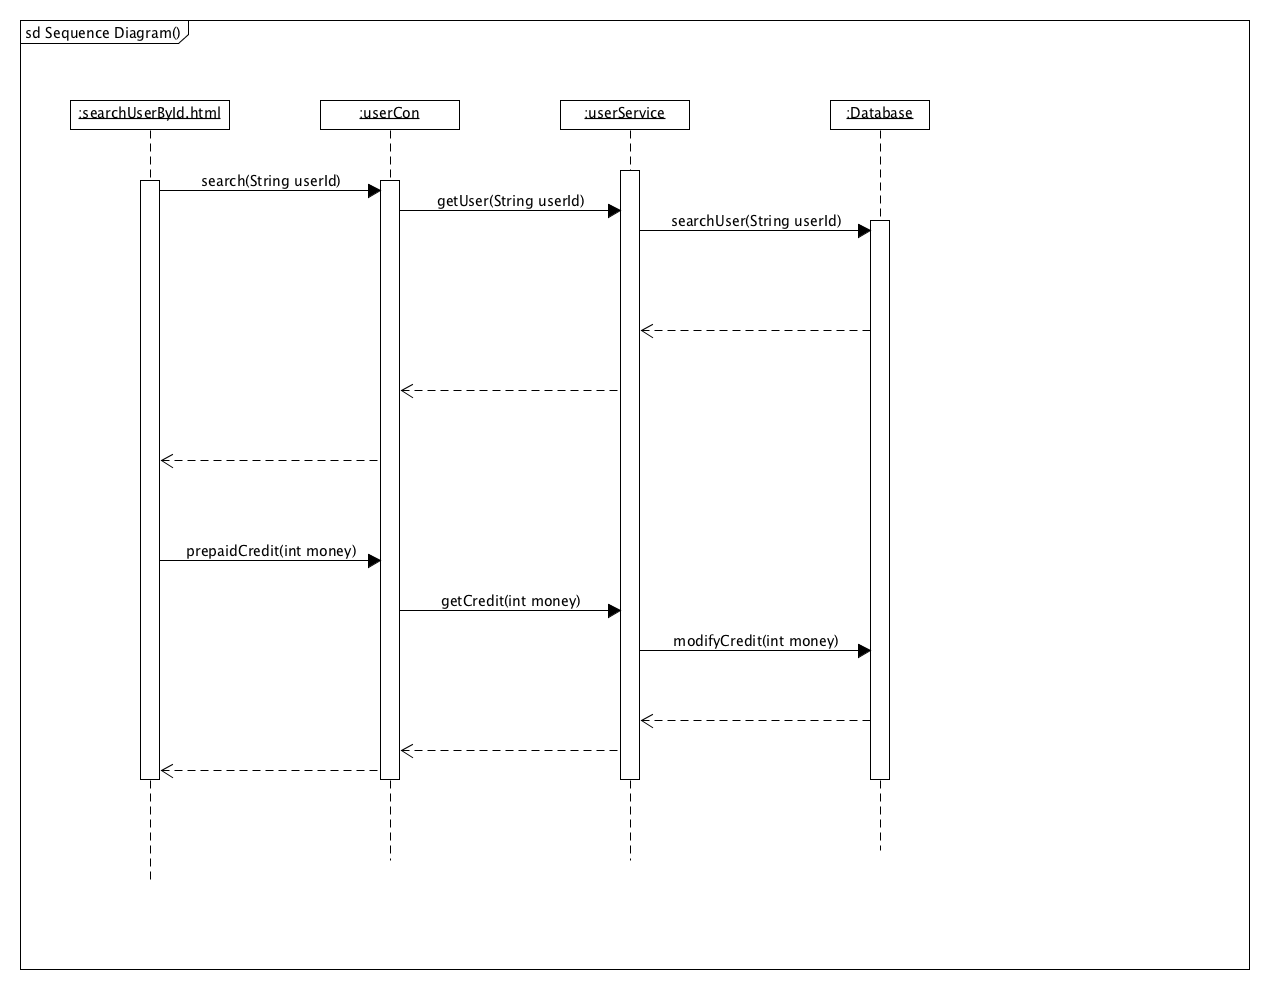 sd Sequence Diagram()
:searchUserById.html
:userCon
:userService
:Database
search(String userId)
getUser(String userId)
searchUser(String userId)
prepaidCredit(int money)
getCredit(int money)
modifyCredit(int money)